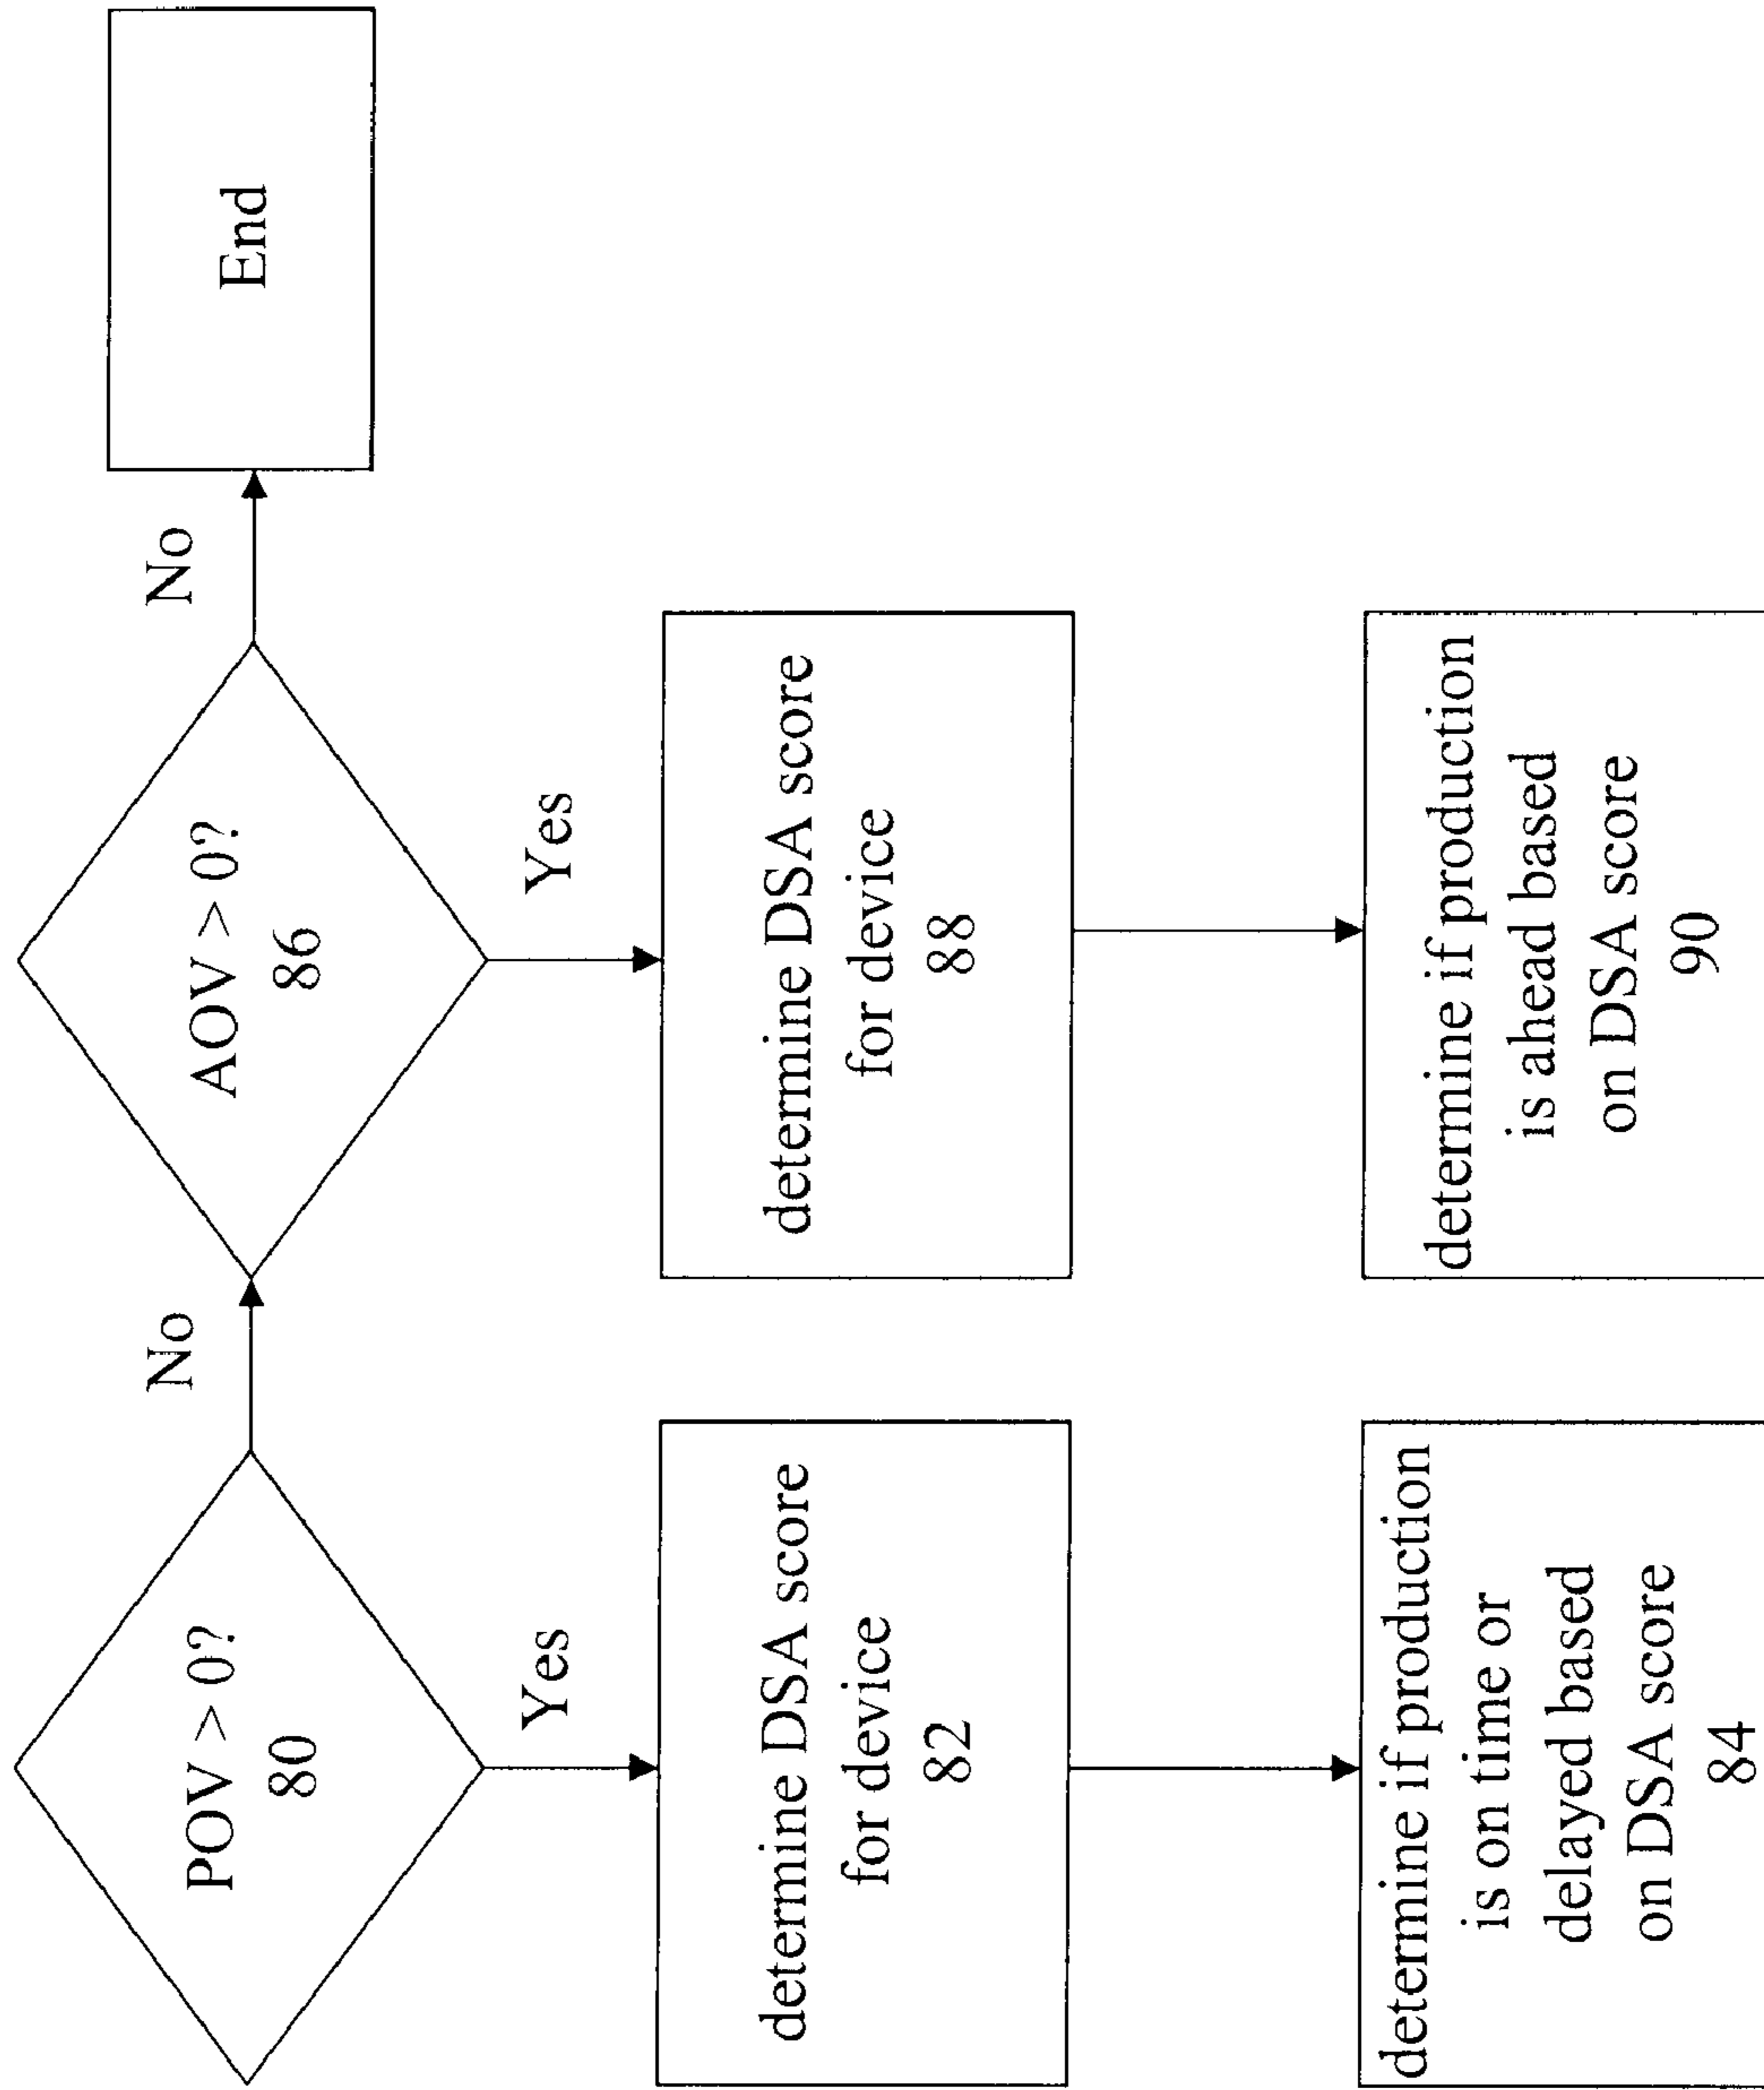 POV > 0?
80
No
AOV > 0?
86
No
End
Yes
Yes
determine DSA score
for device
82
determine DSA score
for device
88
determine if production
is on time or
delayed based
on DSA score
84
determine if production
is ahead based
on DSA score
90